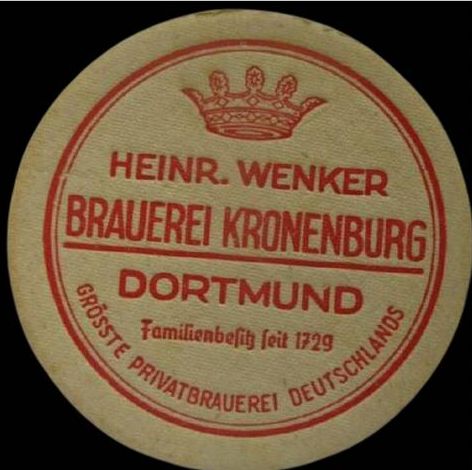 HEINR. WENKER
BRAUEREI KRONENBURG
DORTMUND
Familienbesitz seit 1729
GRÖSSTE PRIVATBRAUEREI DEUTSCHLANDS